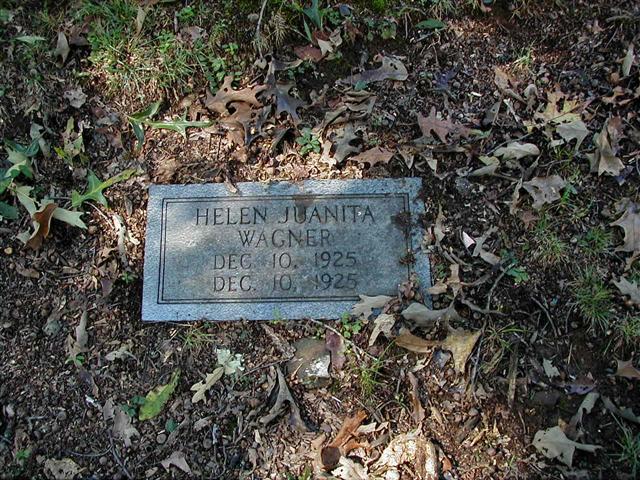 HELEN JUANITA
WAGNER
DEC 10, 1925
DEC. 10, 1925